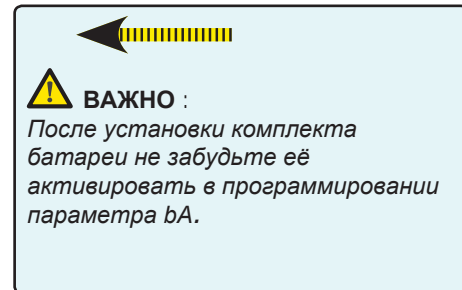 ВАЖНО :
После установки комплекта
батареи не забудьте её
активировать в программировании
параметра bA.